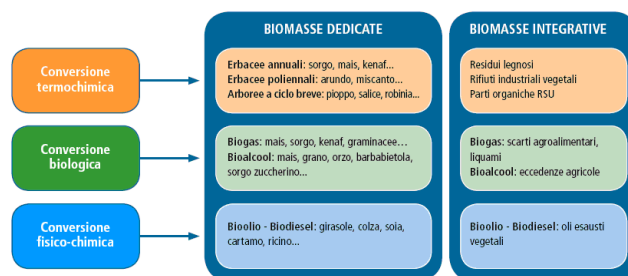 BIOMASSE DEDICATE
BIOMASSE INTEGRATIVE
Conversione
termochimica
Erbacee annuali: sorgo, mais, kenaf...
Erbacee poliennali: arundo, miscanto...
Arboree a ciclo breve: pioppo, salice, robinia...
Residui legnosi
Rifiuti industriali vegetali
Parti organiche RSU
Conversione
biologica
Biogas: mais, sorgo, kenaf, graminacee...
Bioalcool: mais, grano, orzo, barbabietola,
sorgo zuccherino...
Biogas: scarti agroalimentari,
liquami
Bioalcool: eccedenze agricole
Conversione
fisico-chimica
Bioolio - Biodiesel: girasole, colza, soia,
cartamo, ricino...
Bioolio - Biodiesel: oli esausti
vegetali